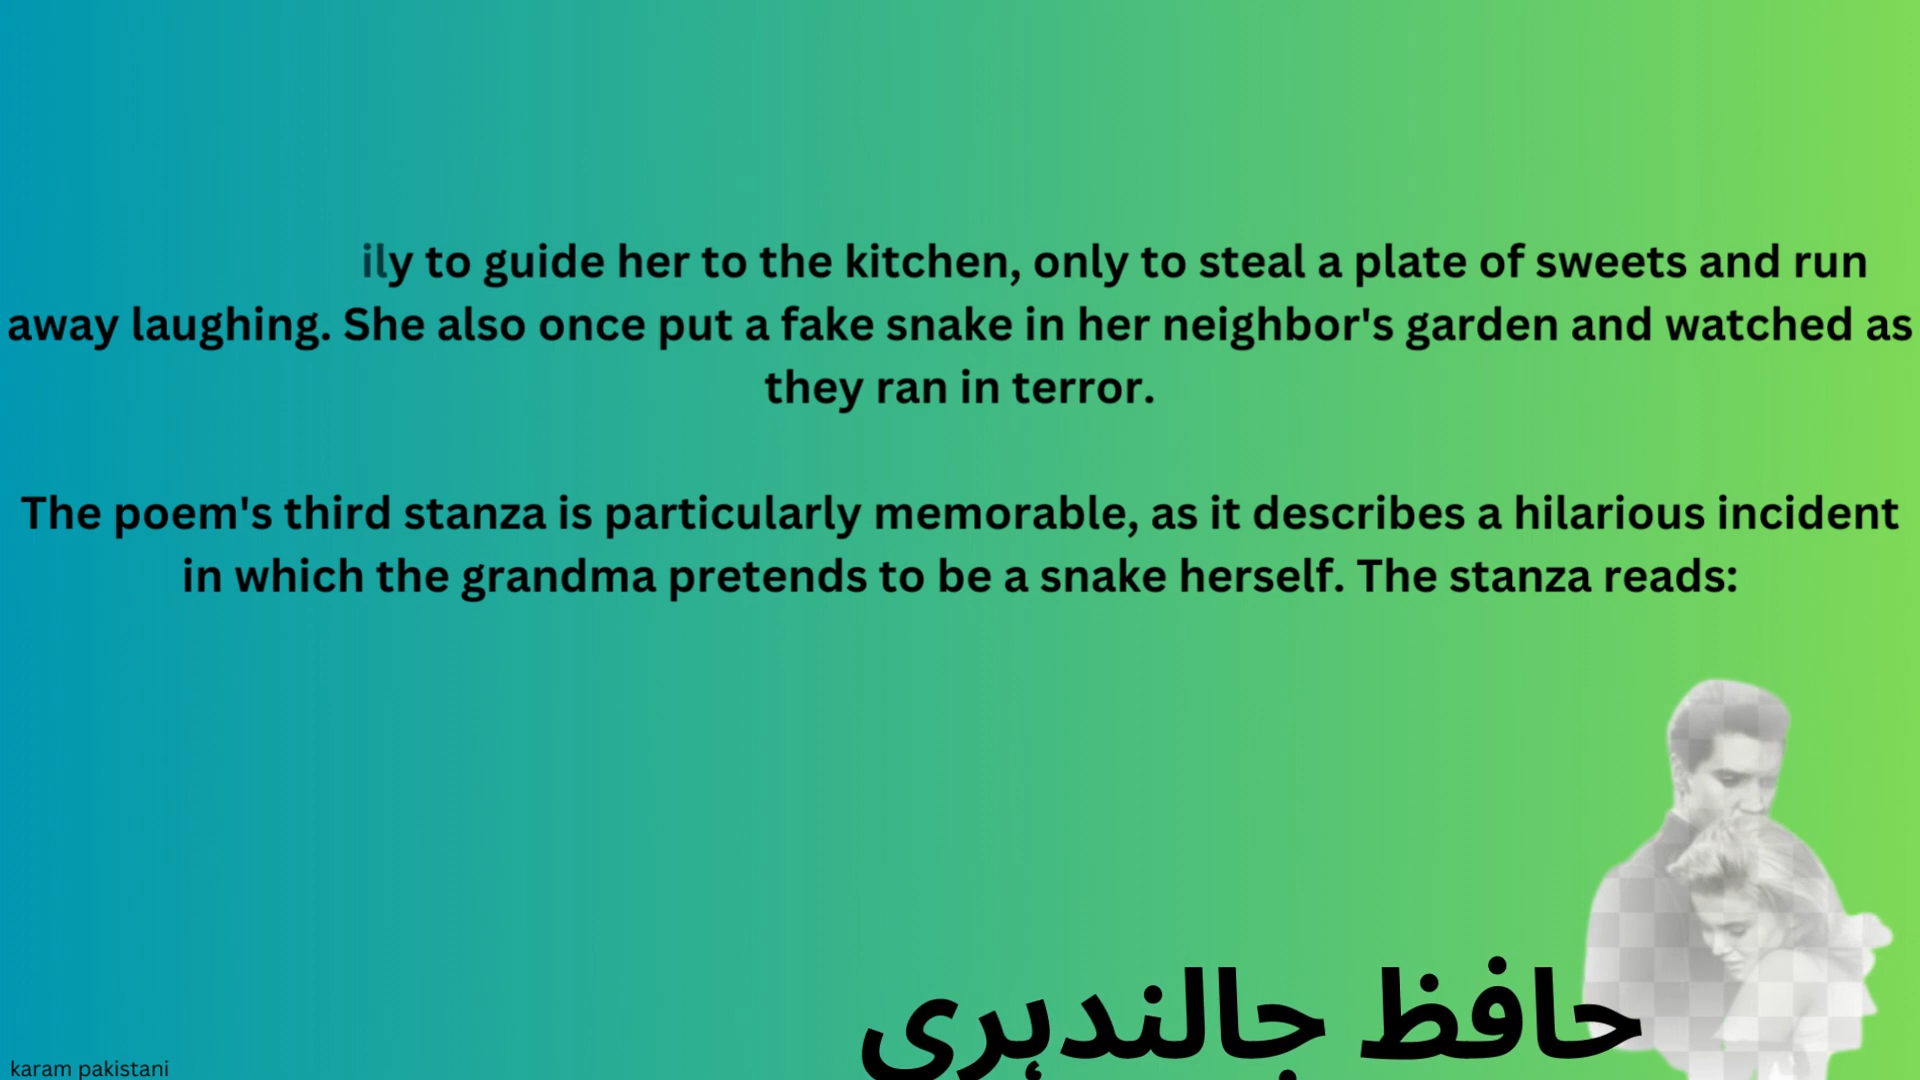 ily to guide her to the kitchen, only to steal a plate of sweets and run
away laughing. She also once put a fake snake in her neighbor's garden and watched as
they ran in terror.
The poem's third stanza is particularly memorable, as it describes a hilarious incident
in which the grandma pretends to be a snake herself. The stanza reads:
حافظ جالندہری
karam pakistani